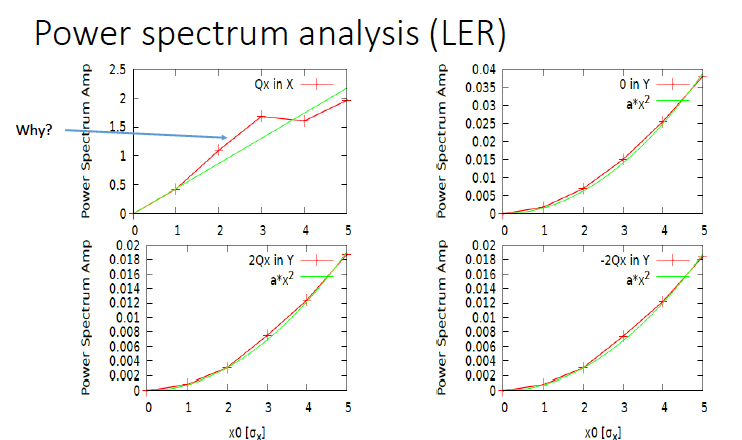 Power spectrum analysis (LER)
Why?
Power Spectrum Amp
2.5
2
1.5
1
0.5
0
0 1 2 3 4 5
Qx in X
Power Spectrum Amp
0.04
0.035
0.03
0.025
0.02
0.015
0.01
0.005
0
0 1 2 3 4 5
0 in Y
a*x²
Power Spectrum Amp
0.02
0.018
0.016
0.014
0.012
0.01
0.008
0.006
0.004
0.002
0
0 1 2 3 4 5
2Qx in Y
a*x²
x0 [σx]
Power Spectrum Amp
0.02
0.018
0.016
0.014
0.012
0.01
0.008
0.006
0.004
0.002
0
0 1 2 3 4 5
-2Qx in Y
a*x²
x0 [σx]